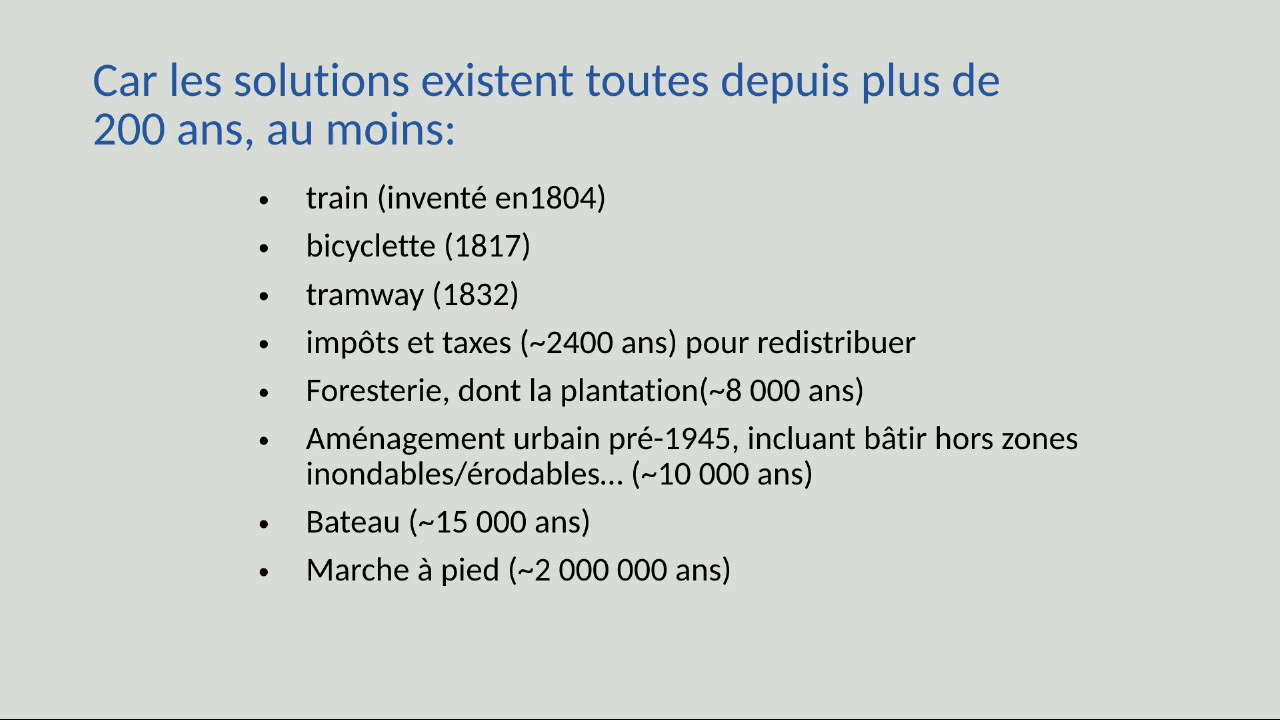 Car les solutions existent toutes depuis plus de
200 ans, au moins:
• train (inventé en1804)
• bicyclette (1817)
• tramway (1832)
• impôts et taxes (~2400 ans) pour redistribuer
• Foresterie, dont la plantation(~8 000 ans)
• Aménagement urbain pré-1945, incluant bâtir hors zones
inondables/érodables… (~10 000 ans)
• Bateau (~15 000 ans)
• Marche à pied (~2 000 000 ans)